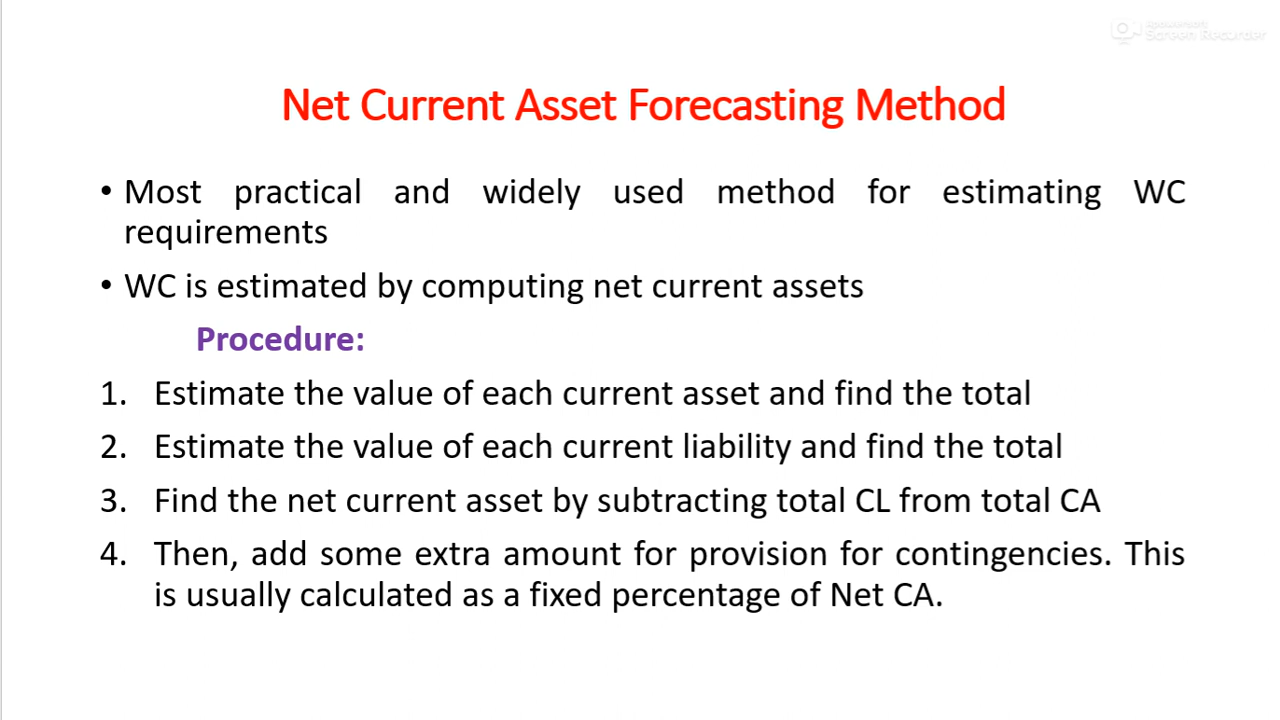 Screen Recorder
Net Current Asset Forecasting Method
• Most practical and widely used method for estimating WC
requirements
• WC is estimated by computing net current assets
Procedure:
1. Estimate the value of each current asset and find the total
2. Estimate the value of each current liability and find the total
3. Find the net current asset by subtracting total CL from total CA
4. Then, add some extra amount for provision for contingencies. This
is usually calculated as a fixed percentage of Net CA.